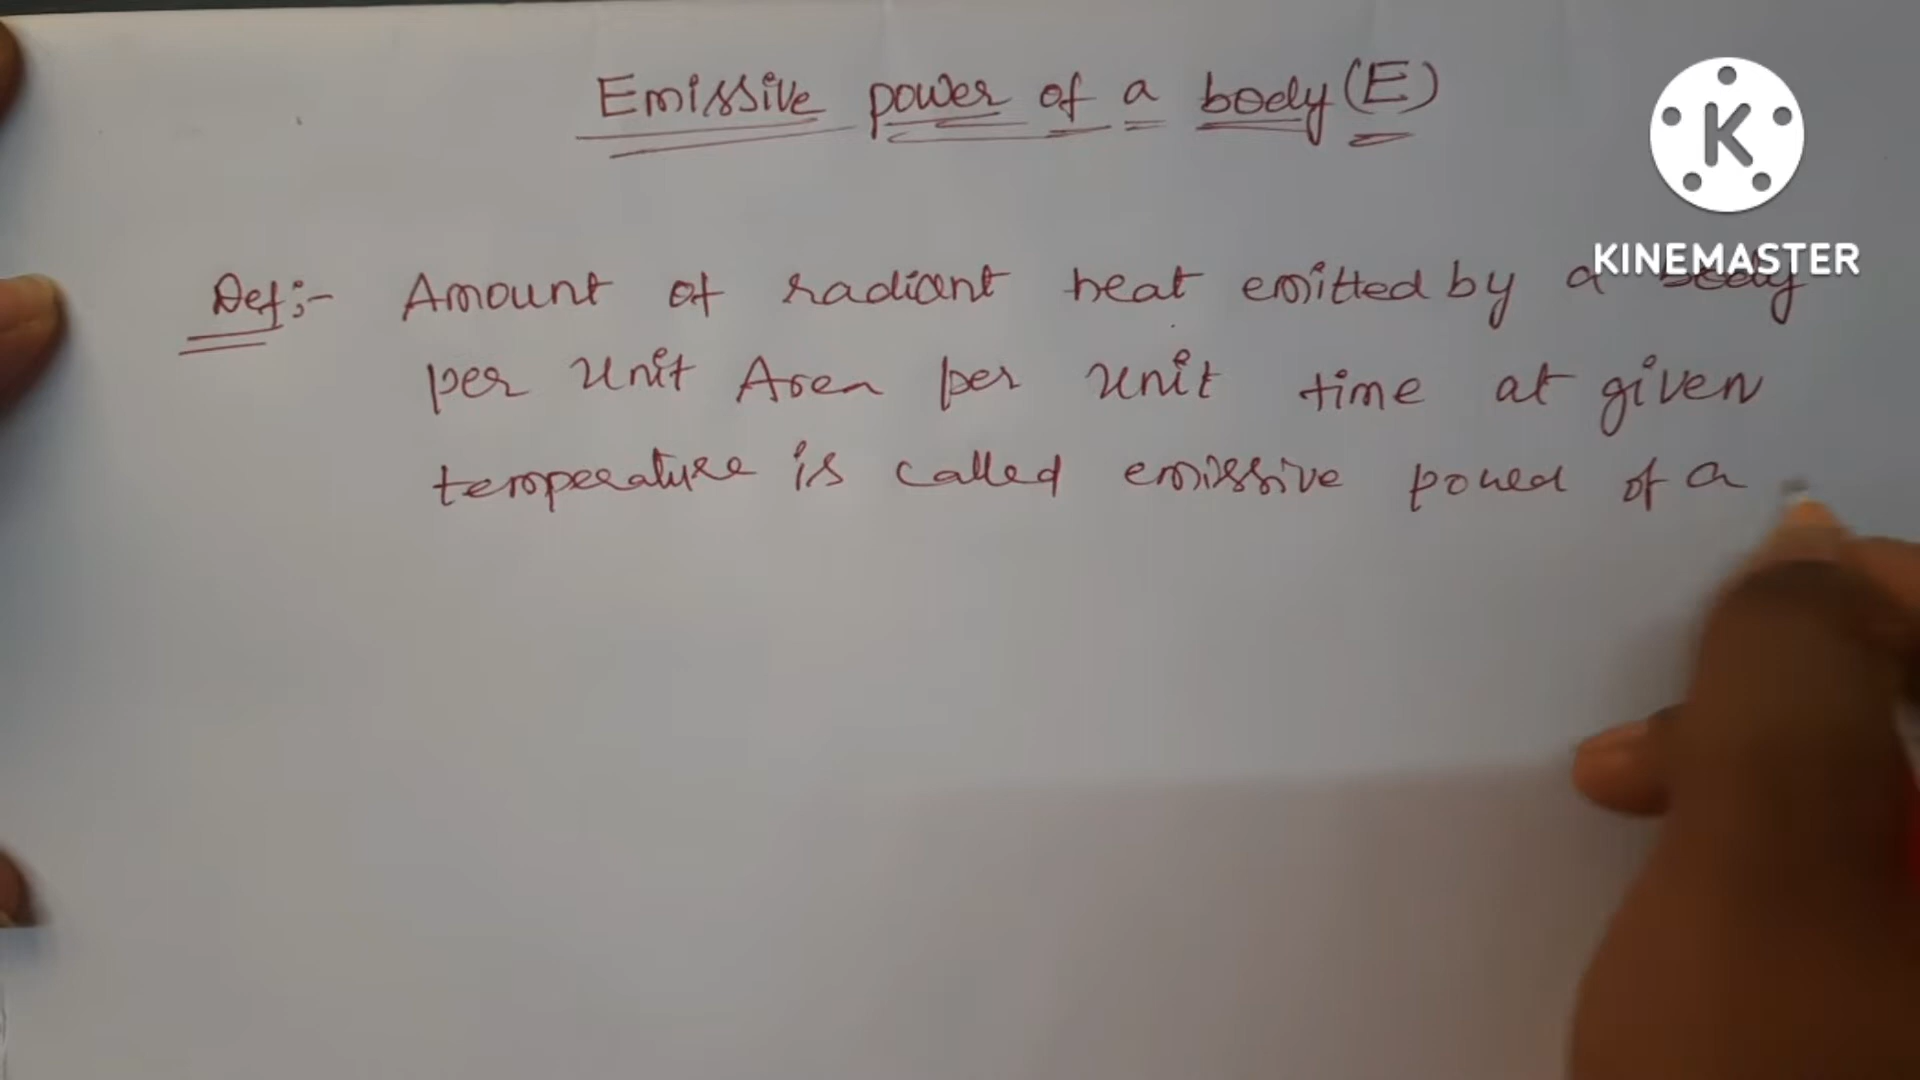 Emissive power of a body (E)
KINEMASTER
Def:- Amount of radiant heat emitted by a body
per unit Area per unit time at given
temperature is called emissive power of a